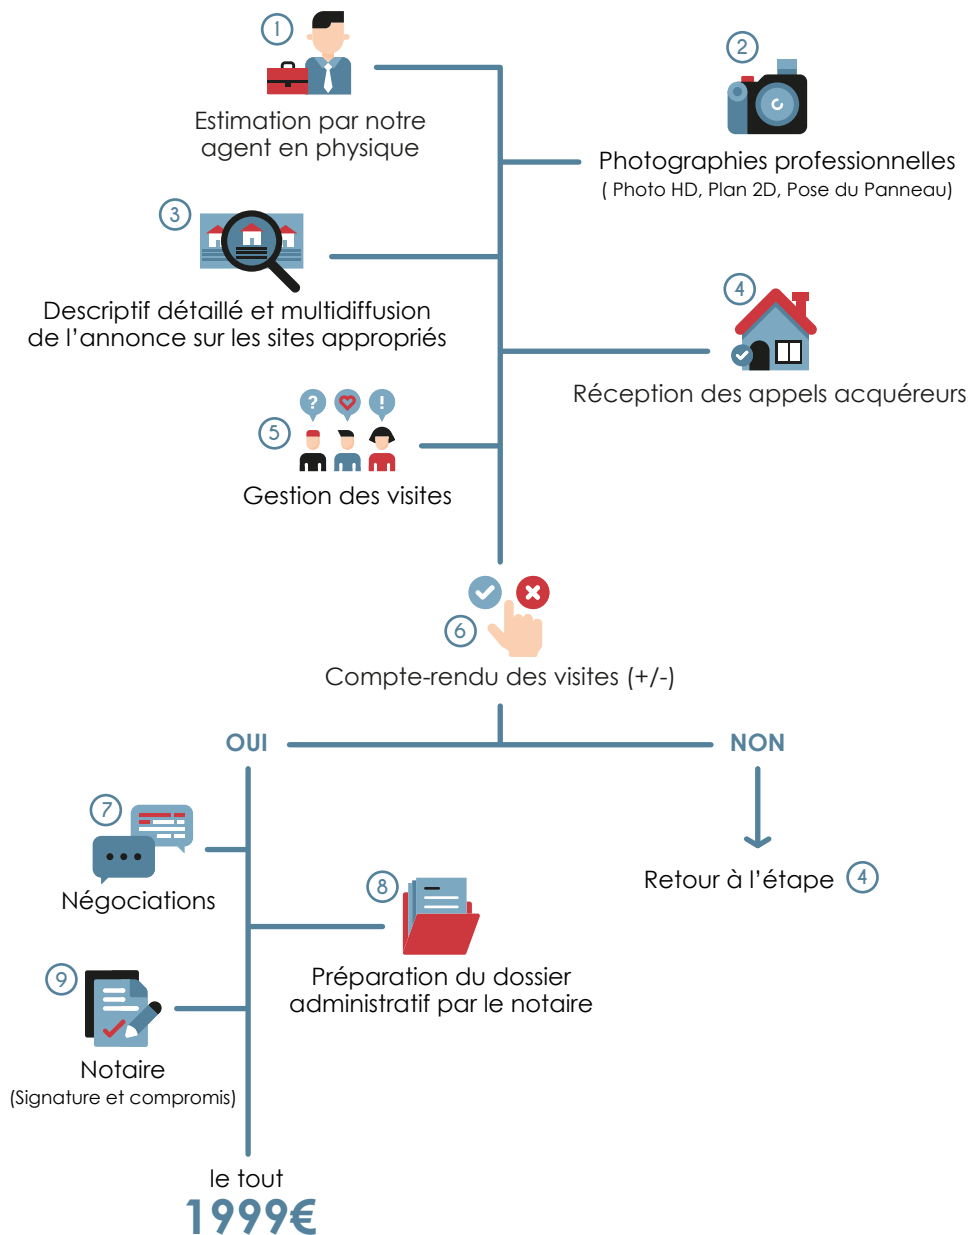 1
Estimation par notre
agent en physique
2
Photographies professionnelles
( Photo HD, Plan 2D, Pose du Panneau)
3
Descriptif détaillé et multidiffusion
de l'annonce sur les sites appropriés
4
Réception des appels acquéreurs
? !
5
Gestion des visites
6
Compte-rendu des visites (+/-)
OUI
NON
7
Négociations
Retour à l'étape 4
8
Préparation du dossier
administratif par le notaire
9
Notaire
(Signature et compromis)
le tout
1999€